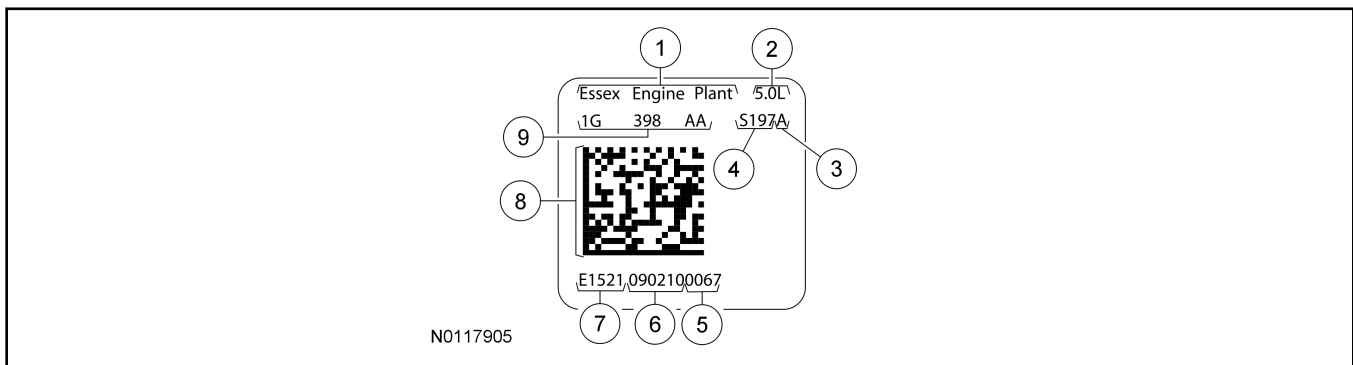 1 2
Essex Engine Plant 5.0L
1G 398 AA S197A
9 4 3
8
E1521 0902100067
7 6 5
N0117905